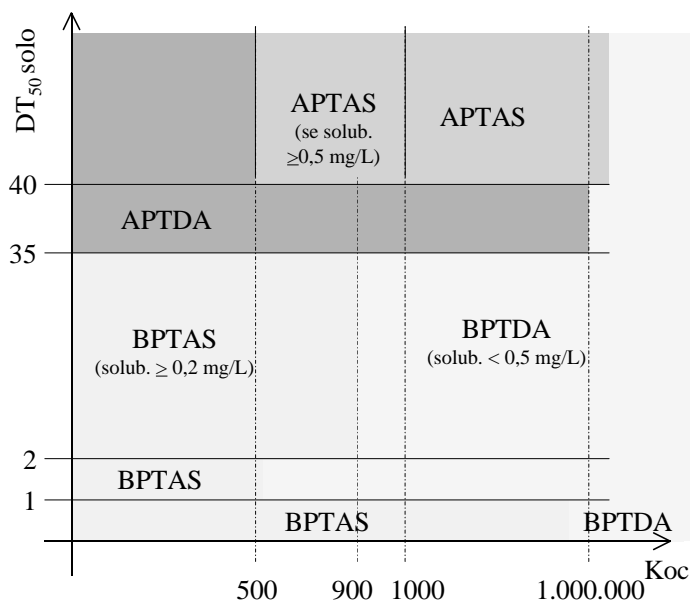 DT50 solo
APTAS
(se solub.
≥0,5 mg/L)
APTAS
40
APTDA
35
BPTAS
(solub. ≥ 0,2 mg/L)
BPTDA
(solub. < 0,5 mg/L)
2
BPTAS
1
BPTAS
BPTDA
Koc
500
900
1000
1.000.000